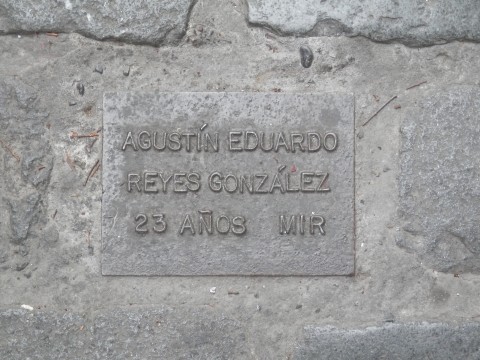 AGUSTÍN EDUARDO
REYES GONZÁLEZ
23 AÑOS MIR